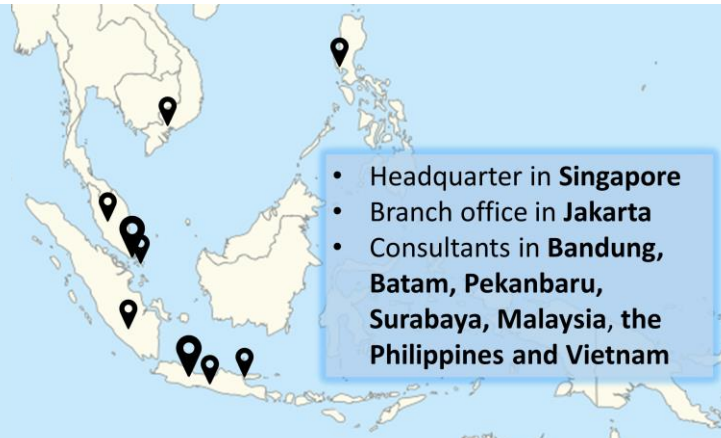 • Headquarter in Singapore
• Branch office in Jakarta
• Consultants in Bandung,
Batam, Pekanbaru,
Surabaya, Malaysia, the
Philippines and Vietnam